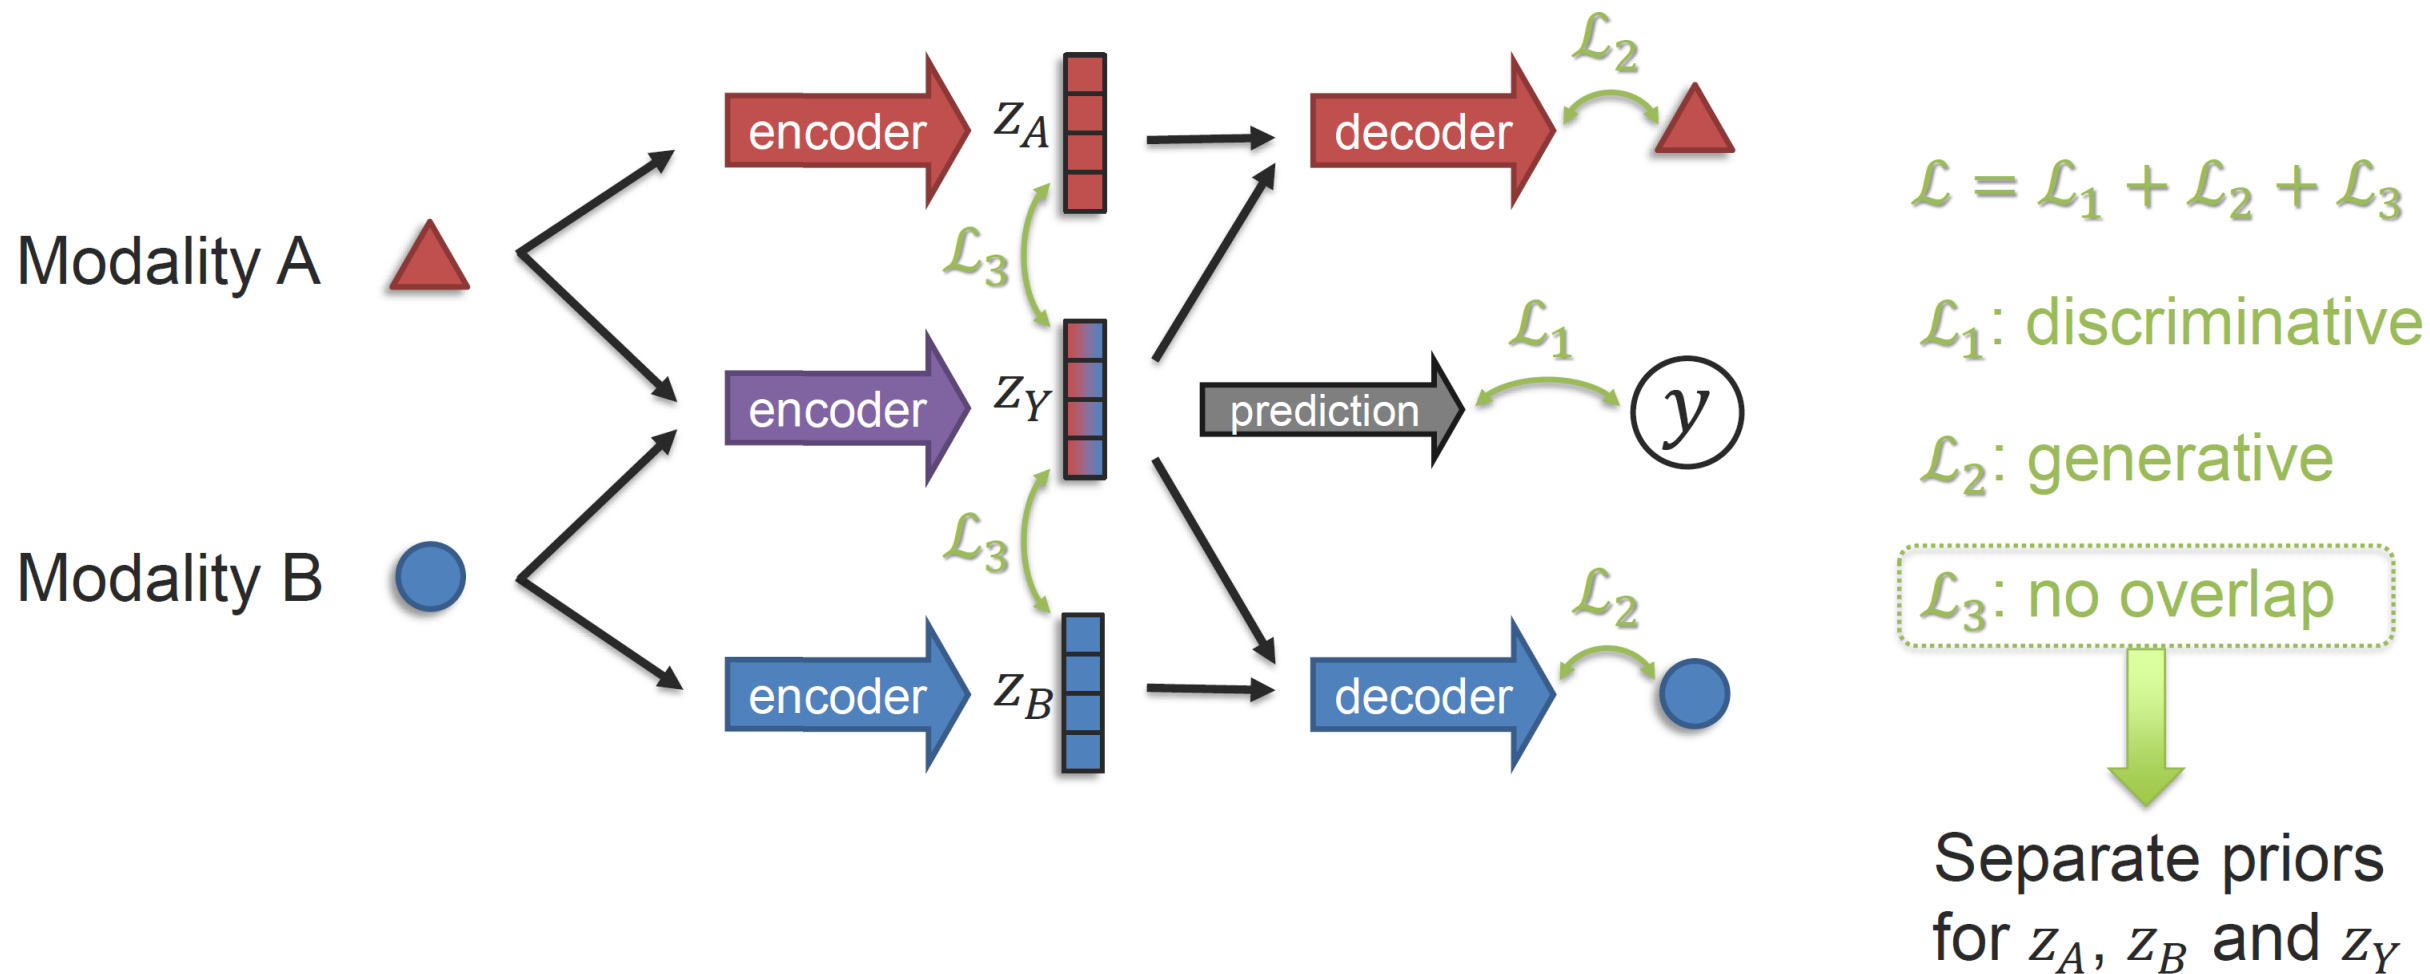 ℒ₂
encoder
z_A
decoder
ℒ = ℒ₁ + ℒ₂ + ℒ₃
Modality A
ℒ₃
ℒ₁
ℒ₁: discriminative
encoder
z_Y
prediction
y
ℒ₂: generative
ℒ₃
Modality B
ℒ₂
ℒ₃: no overlap
encoder
z_B
decoder
Separate priors
for z_A, z_B and z_Y